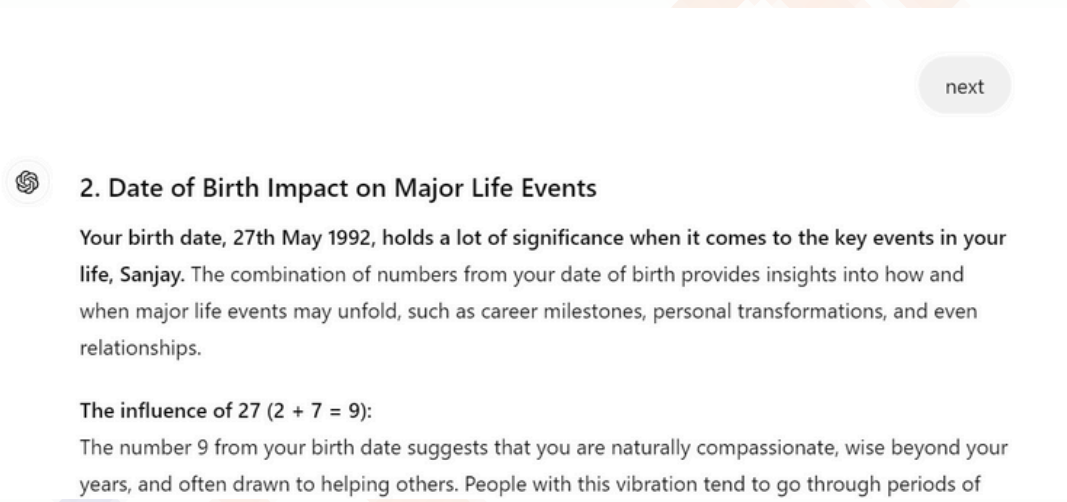 next
2. Date of Birth Impact on Major Life Events
Your birth date, 27th May 1992, holds a lot of significance when it comes to the key events in your
life, Sanjay. The combination of numbers from your date of birth provides insights into how and
when major life events may unfold, such as career milestones, personal transformations, and even
relationships.
The influence of 27 (2 + 7 = 9):
The number 9 from your birth date suggests that you are naturally compassionate, wise beyond your
years, and often drawn to helping others. People with this vibration tend to go through periods of